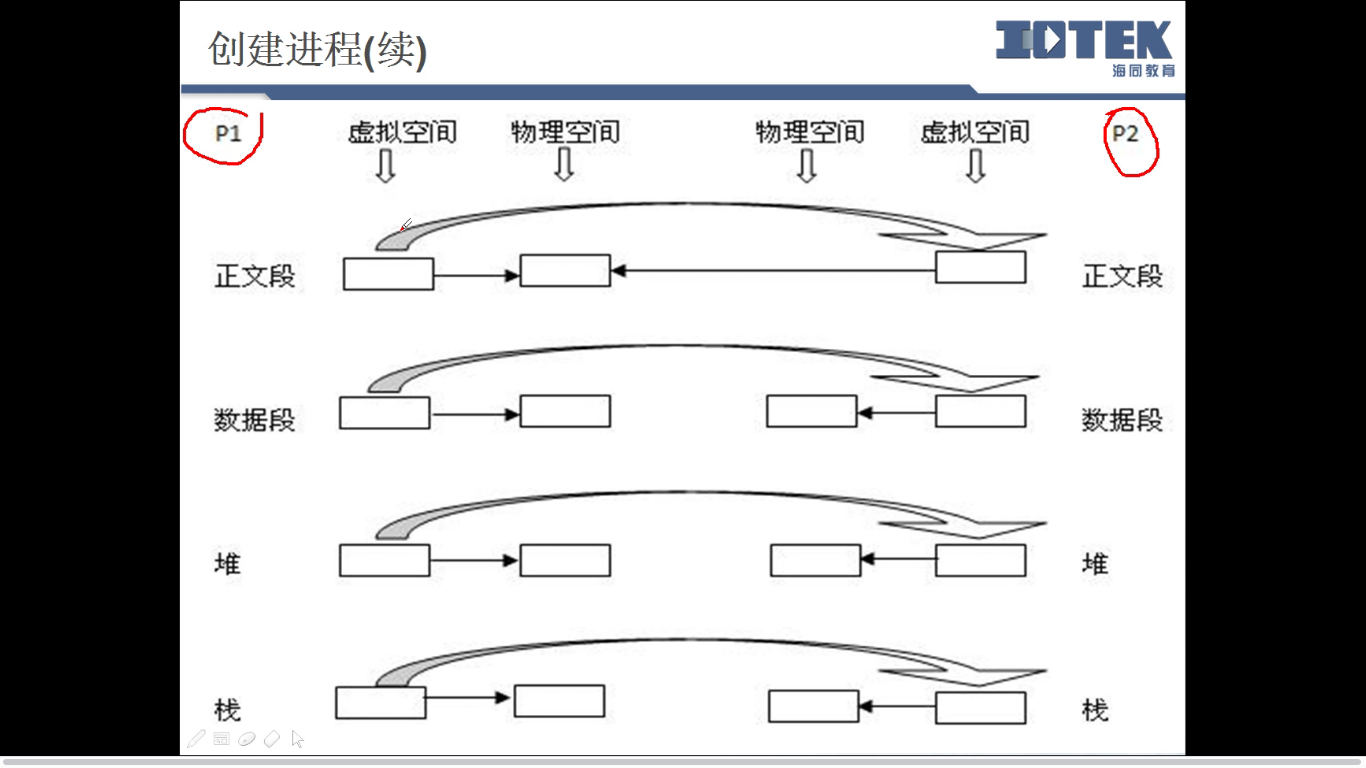 创建进程(续)
IOTEK
海同教育
P1 虚拟空间 物理空间 物理空间 虚拟空间 P2
正文段 正文段
数据段 数据段
堆 堆
栈 栈